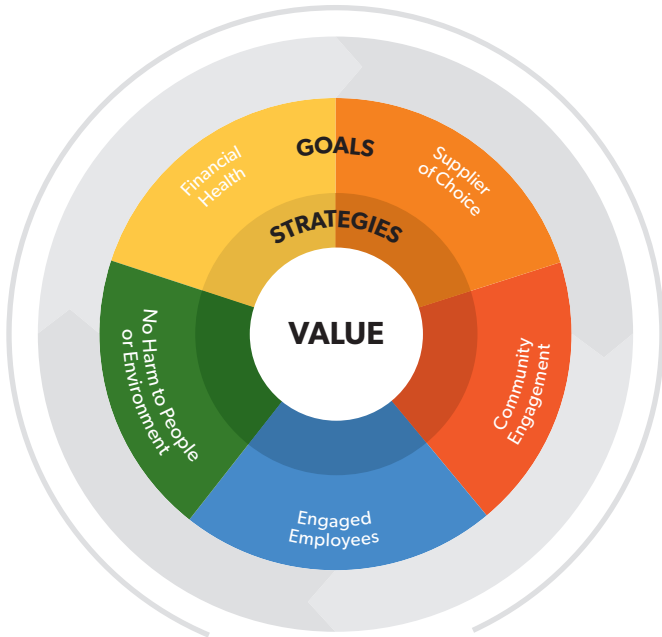 GOALS
Financial
Health
Supplier
of Choice
STRATEGIES
VALUE
No Harm to People
or Environment
Community
Engagement
Engaged
Employees